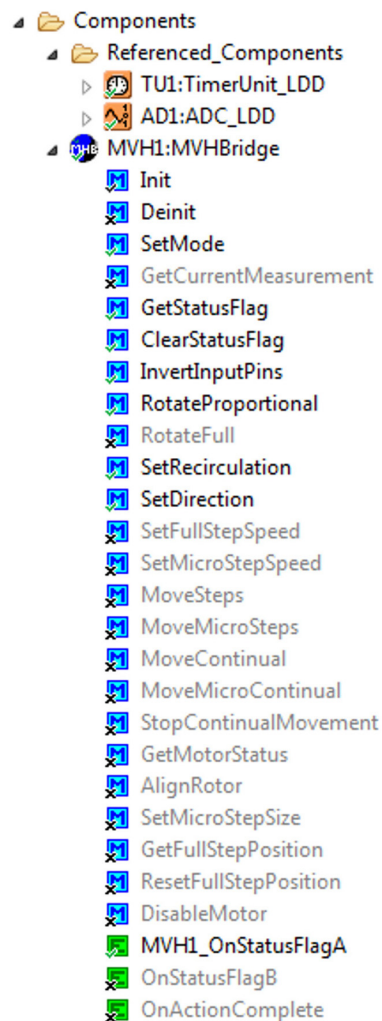 Components
Referenced_Components
TU1:TimerUnit_LDD
AD1:ADC_LDD
MVH1:MVHBridge
Init
Deinit
SetMode
GetCurrentMeasurement
GetStatusFlag
ClearStatusFlag
InvertInputPins
RotateProportional
RotateFull
SetRecirculation
SetDirection
SetFullStepSpeed
SetMicroStepSpeed
MoveSteps
MoveMicroSteps
MoveContinual
MoveMicroContinual
StopContinualMovement
GetMotorStatus
AlignRotor
SetMicroStepSize
GetFullStepPosition
ResetFullStepPosition
DisableMotor
MVH1_OnStatusFlagA
OnStatusFlagB
OnActionComplete